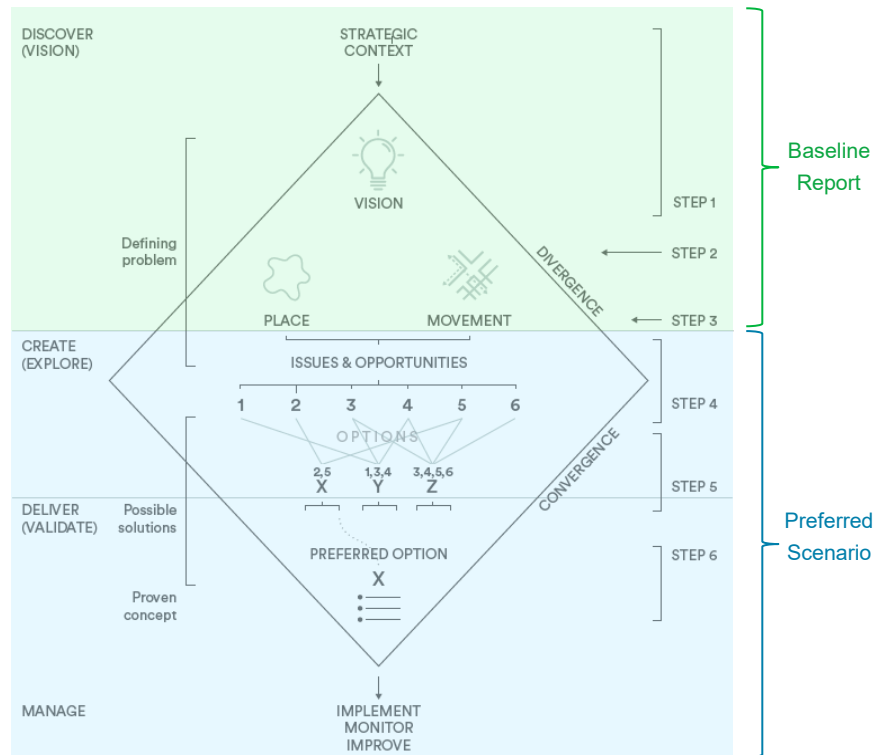 DISCOVER
(VISION)
STRATEGIC
CONTEXT
VISION
STEP 1
Baseline
Report
Defining
problem
DIVERGENCE
STEP 2
PLACE
MOVEMENT
STEP 3
CREATE
(EXPLORE)
ISSUES & OPPORTUNITIES
1 2 3 4 5 6
STEP 4
OPTIONS
2,5 1,3,4 3,4,5,6
X Y Z
CONVERGENCE
STEP 5
DELIVER
(VALIDATE)
Possible
solutions
PREFERRED OPTION
X
STEP 6
Preferred
Scenario
Proven
concept
MANAGE
IMPLEMENT
MONITOR
IMPROVE